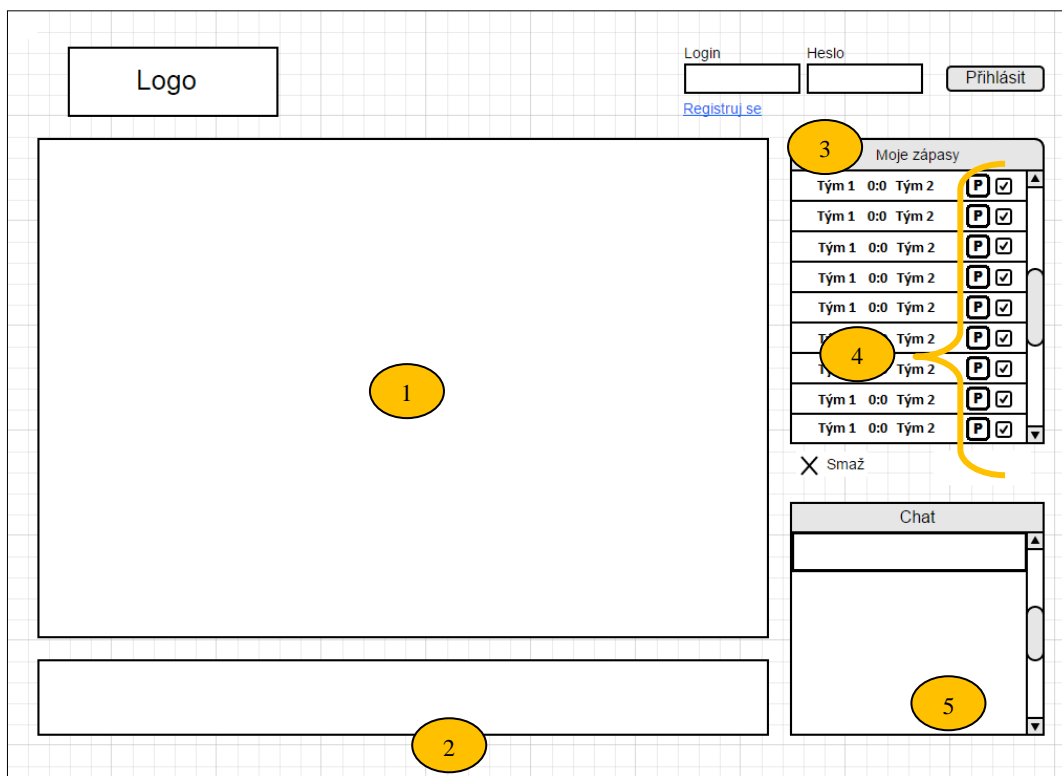 Logo
Login Heslo
Přihlásit
Registruj se
3
Moje zápasy
Tým 1 0:0 Tým 2 P
Tým 1 0:0 Tým 2 P
Tým 1 0:0 Tým 2 P
Tým 1 0:0 Tým 2 P
Tým 1 0:0 Tým 2 P
Tým 2 P
4
Tým 2 P
Tým 1 0:0 Tým 2 P
Tým 1 0:0 Tým 2 P
1
Smaž
Chat
5
2